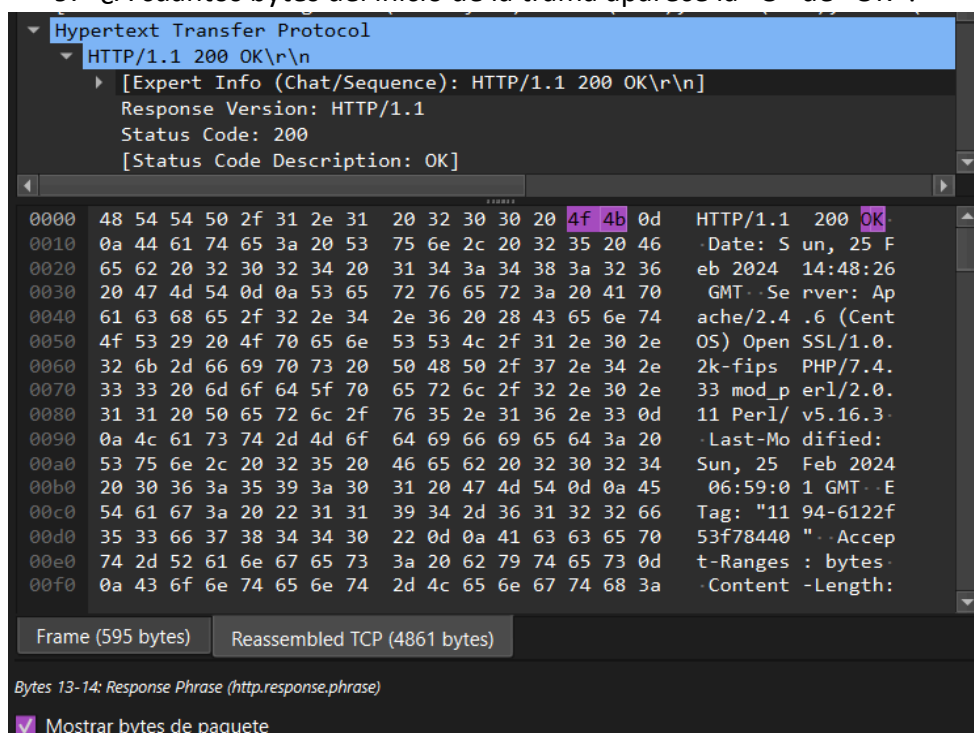 Hypertext Transfer Protocol
HTTP/1.1 200 OK\r\n
[Expert Info (Chat/Sequence): HTTP/1.1 200 OK\r\n]
Response Version: HTTP/1.1
Status Code: 200
[Status Code Description: OK]
0000 48 54 54 50 2f 31 2e 31 20 32 30 30 20 4f 4b 0d HTTP/1.1 200 OK·
0010 0a 44 61 74 65 3a 20 53 75 6e 2c 20 32 35 20 46 ·Date: S un, 25 F
0020 65 62 20 32 30 32 34 20 31 34 3a 34 38 3a 32 36 eb 2024 14:48:26
0030 20 47 4d 54 0d 0a 53 65 72 76 65 72 3a 20 41 70 GMT··Se rver: Ap
0040 61 63 68 65 2f 32 2e 34 2e 36 20 28 43 65 6e 74 ache/2.4 .6 (Cent
0050 4f 53 29 20 4f 70 65 6e 53 53 4c 2f 31 2e 30 2e OS) Open SSL/1.0.
0060 32 6b 2d 66 69 70 73 20 50 48 50 2f 37 2e 34 2e 2k-fips PHP/7.4.
0070 33 33 20 6d 6f 64 5f 70 65 72 6c 2f 32 2e 30 2e 33 mod_p erl/2.0.
0080 31 31 20 50 65 72 6c 2f 76 35 2e 31 36 2e 33 0d 11 Perl/ v5.16.3·
0090 0a 4c 61 73 74 2d 4d 6f 64 69 66 69 65 64 3a 20 ·Last-Mo dified:
00a0 53 75 6e 2c 20 32 35 20 46 65 62 20 32 30 32 34 Sun, 25 Feb 2024
00b0 20 30 36 3a 35 39 3a 30 31 20 47 4d 54 0d 0a 45 06:59:0 1 GMT··E
00c0 54 61 67 3a 20 22 31 31 39 34 2d 36 31 32 32 66 Tag: "11 94-6122f
00d0 35 33 66 37 38 34 34 30 22 0d 0a 41 63 63 65 70 53f78440 "··Accep
00e0 74 2d 52 61 6e 67 65 73 3a 20 62 79 74 65 73 0d t-Ranges : bytes·
00f0 0a 43 6f 6e 74 65 6e 74 2d 4c 65 6e 67 74 68 3a ·Content -Length:
Frame (595 bytes) Reassembled TCP (4861 bytes)
Bytes 13-14: Response Phrase (http.response.phrase)
Mostrar bytes de paquete